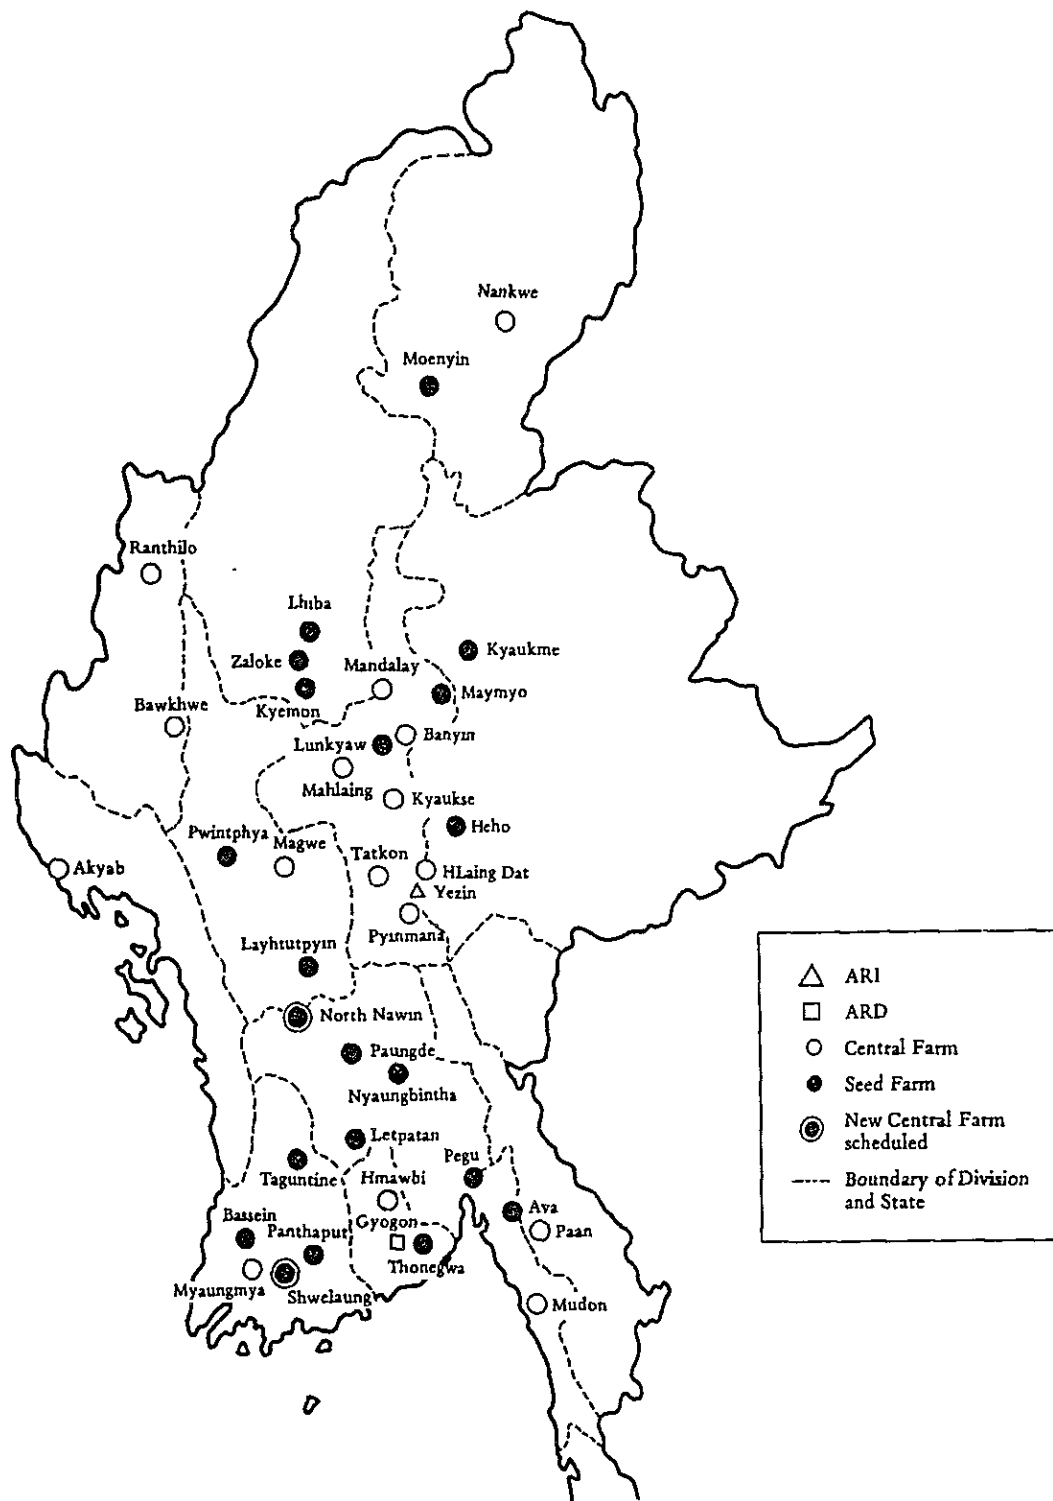 Nankwe
Moenyin
Ranthilo
Lhiba
Kyaukme
Zaloke
Mandalay
Maymyo
Kyemon
Bawkhwe
Banyin
Lunkyaw
Mahlaing
Kyaukse
Heho
Pwintphya
Magwe
Tatkon
HLaing Dat
Akyab
Yezin
Pyinmana
Layhtutpyin
North Nawin
Paungde
Nyaungbintha
Letpatan
Pegu
Taguntine
Hmawbi
Ava
Bassein
Gyogon
Panthaput
Paan
Thonegwa
Myaungmya
Shwelaung
Mudon
ARI
ARD
Central Farm
Seed Farm
New Central Farm
scheduled
Boundary of Division
and State